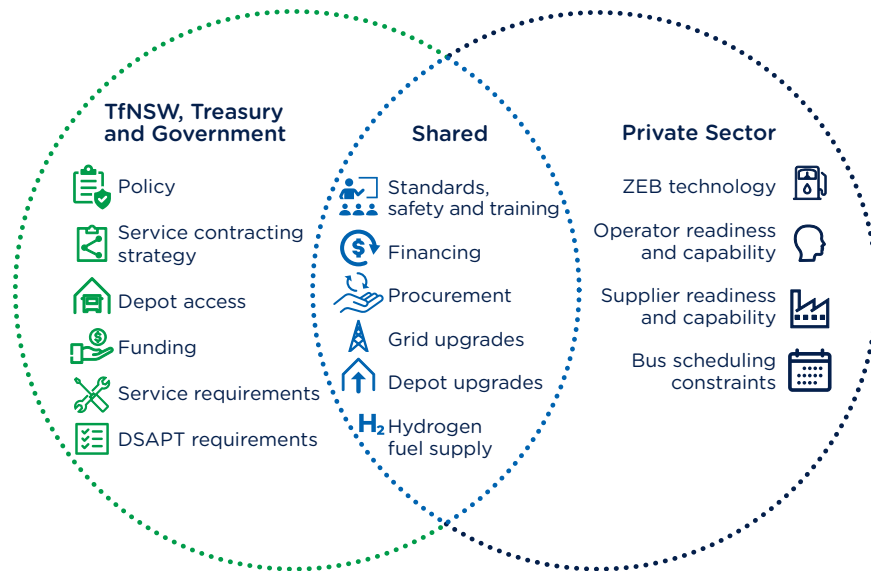 TfNSW, Treasury
and Government
Policy
Service contracting
strategy
Depot access
Funding
Service requirements
DSAPT requirements
Shared
Standards,
safety and training
Financing
Procurement
Grid upgrades
Depot upgrades
H₂ Hydrogen
fuel supply
Private Sector
ZEB technology
Operator readiness
and capability
Supplier readiness
and capability
Bus scheduling
constraints